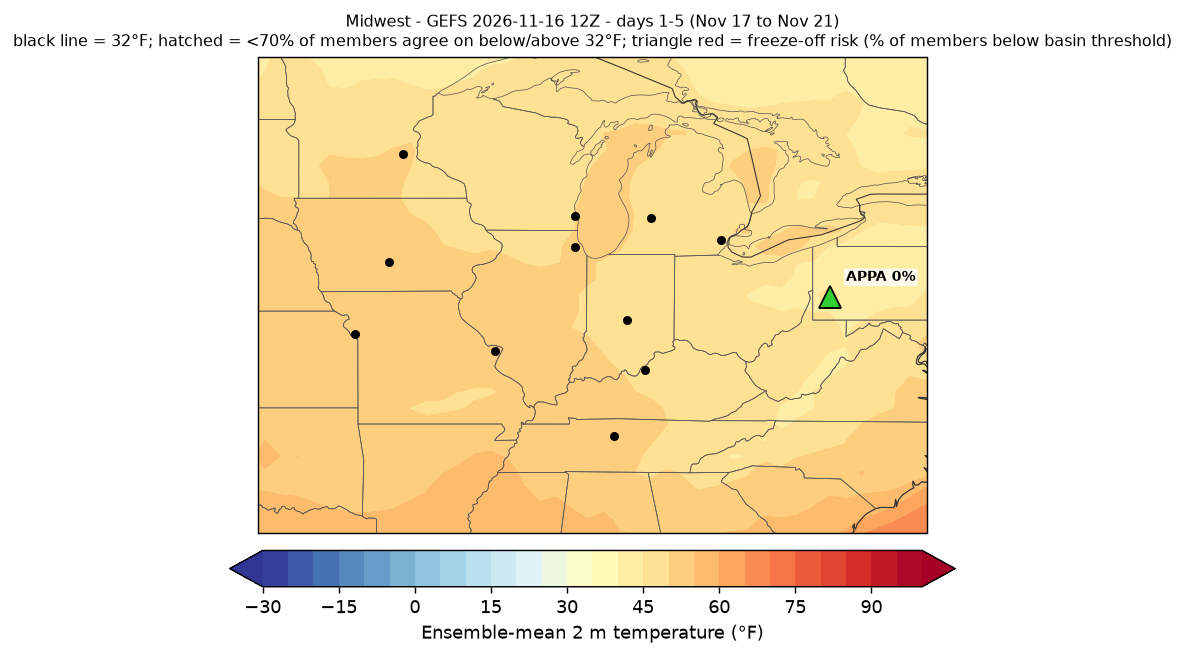 Midwest - GEFS 2026-11-16 12Z - days 1-5 (Nov 17 to Nov 21)
black line = 32°F; hatched = <70% of members agree on below/above 32°F; triangle red = freeze-off risk (% of members below basin threshold)
APPA 0%
−30 −15 0 15 30 45 60 75 90
Ensemble-mean 2 m temperature (°F)